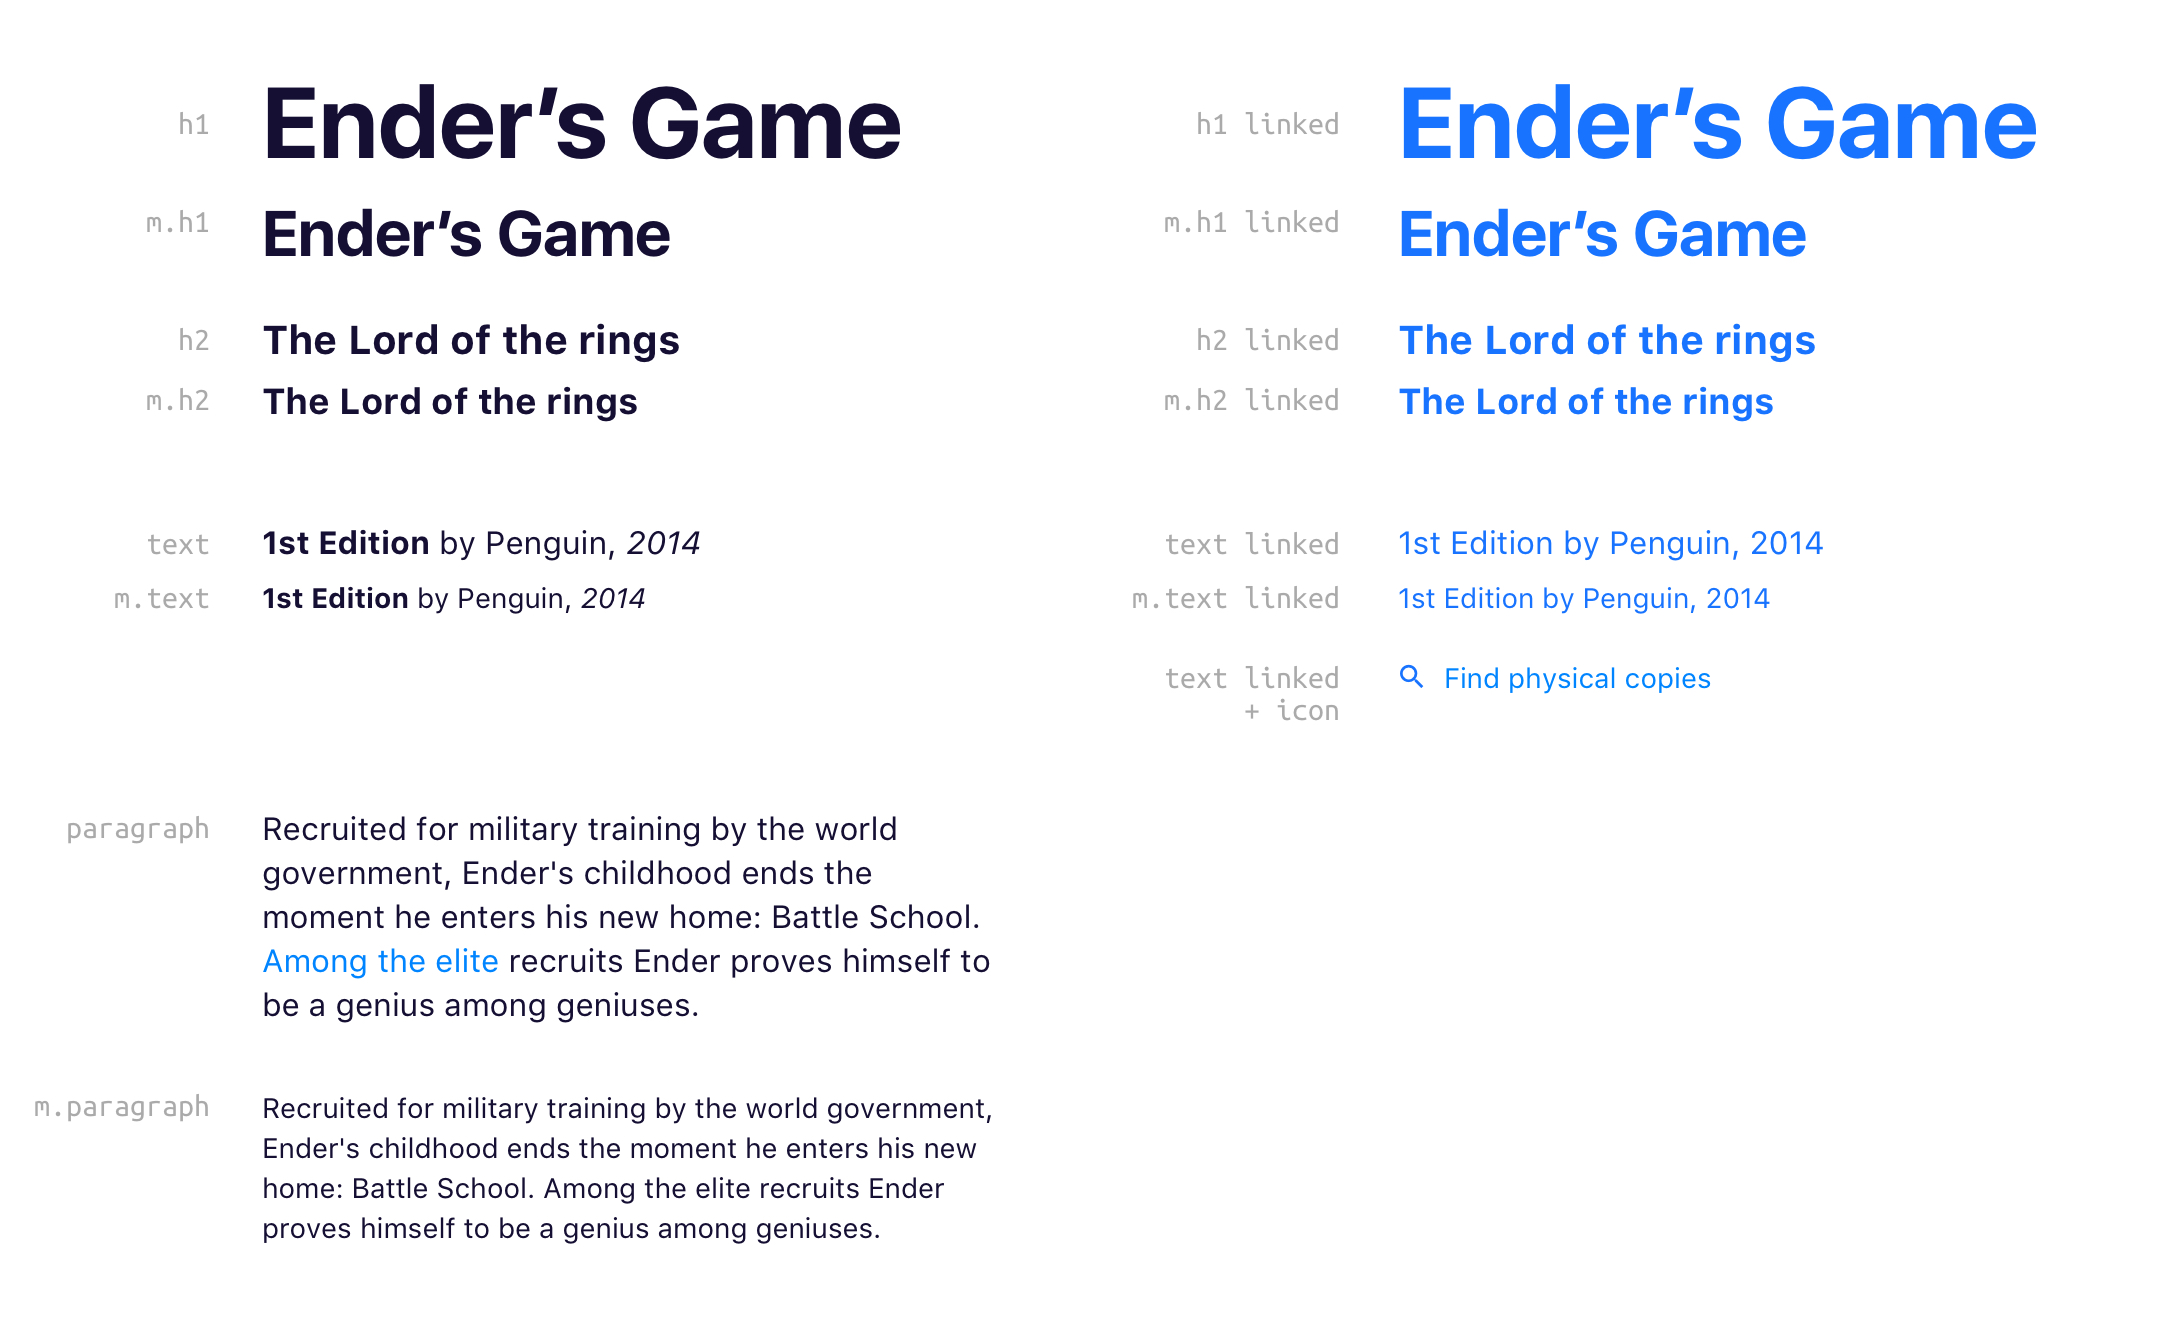 h1 Ender’s Game
m.h1 Ender’s Game
h2 The Lord of the rings
m.h2 The Lord of the rings
text 1st Edition by Penguin, 2014
m.text 1st Edition by Penguin, 2014
paragraph Recruited for military training by the world
government, Ender's childhood ends the
moment he enters his new home: Battle School.
Among the elite recruits Ender proves himself to
be a genius among geniuses.
m.paragraph Recruited for military training by the world government,
Ender's childhood ends the moment he enters his new
home: Battle School. Among the elite recruits Ender
proves himself to be a genius among geniuses.
h1 linked Ender’s Game
m.h1 linked Ender’s Game
h2 linked The Lord of the rings
m.h2 linked The Lord of the rings
text linked 1st Edition by Penguin, 2014
m.text linked 1st Edition by Penguin, 2014
text linked Find physical copies
+ icon